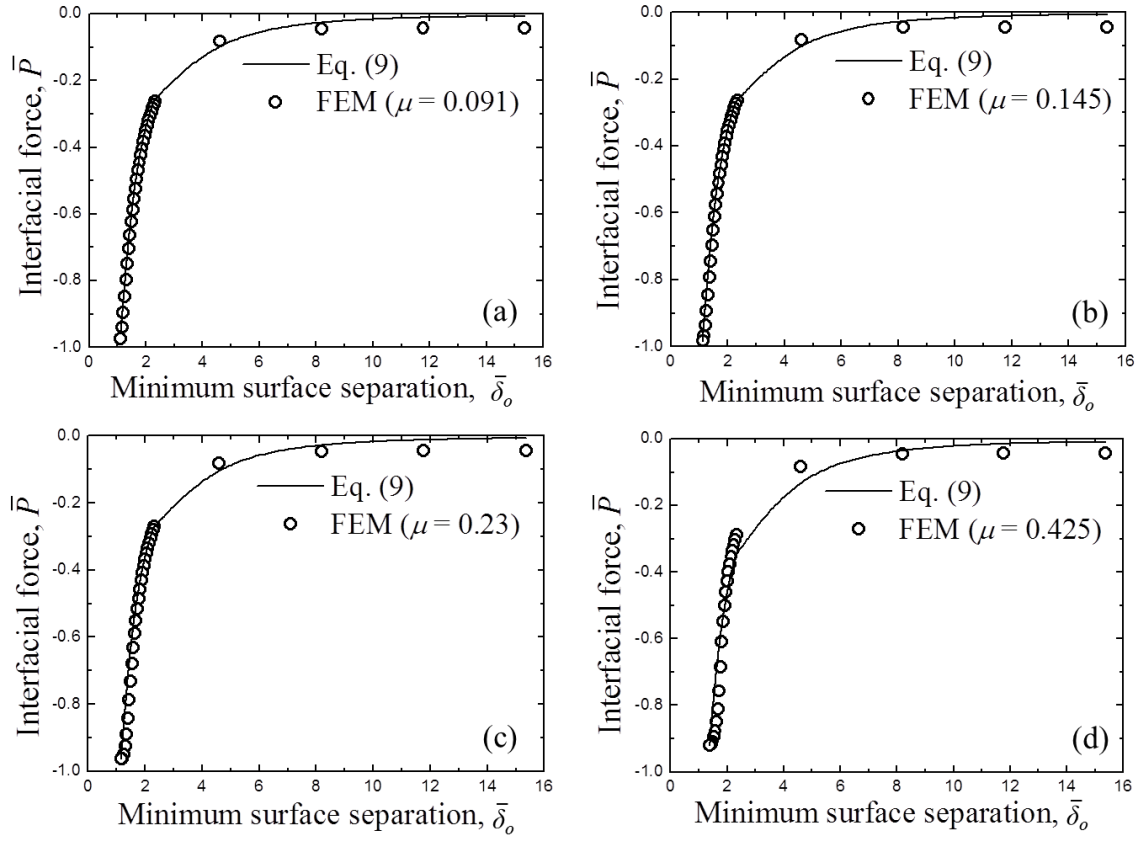 0.0
-0.2
-0.4
-0.6
-0.8
-1.0
Interfacial force, P̄
Eq. (9)
FEM (μ = 0.091)
(a)
0 2 4 6 8 10 12 14 16
Minimum surface separation, δ̄ₒ
0.0
-0.2
-0.4
-0.6
-0.8
-1.0
Interfacial force, P̄
Eq. (9)
FEM (μ = 0.145)
(b)
0 2 4 6 8 10 12 14 16
Minimum surface separation, δ̄ₒ
0.0
-0.2
-0.4
-0.6
-0.8
-1.0
Interfacial force, P̄
Eq. (9)
FEM (μ = 0.23)
(c)
0 2 4 6 8 10 12 14 16
Minimum surface separation, δ̄ₒ
0.0
-0.2
-0.4
-0.6
-0.8
-1.0
Interfacial force, P̄
Eq. (9)
FEM (μ = 0.425)
(d)
0 2 4 6 8 10 12 14 16
Minimum surface separation, δ̄ₒ